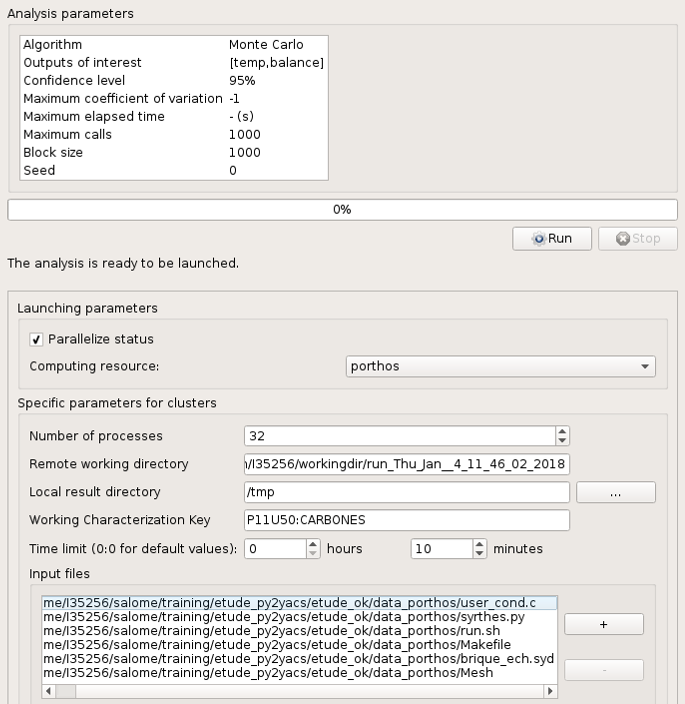 Analysis parameters
Algorithm Monte Carlo
Outputs of interest [temp,balance]
Confidence level 95%
Maximum coefficient of variation -1
Maximum elapsed time - (s)
Maximum calls 1000
Block size 1000
Seed 0
0%
Run Stop
The analysis is ready to be launched.
Launching parameters
Parallelize status
Computing resource: porthos
Specific parameters for clusters
Number of processes 32
Remote working directory /I35256/workingdir/run_Thu_Jan__4_11_46_02_2018
Local result directory /tmp ...
Working Characterization Key P11U50:CARBONES
Time limit (0:0 for default values): 0 hours 10 minutes
Input files
me/I35256/salome/training/etude_py2yacs/etude_ok/data_porthos/user_cond.c
me/I35256/salome/training/etude_py2yacs/etude_ok/data_porthos/syrthes.py
me/I35256/salome/training/etude_py2yacs/etude_ok/data_porthos/run.sh
me/I35256/salome/training/etude_py2yacs/etude_ok/data_porthos/Makefile
me/I35256/salome/training/etude_py2yacs/etude_ok/data_porthos/brique_ech.syd
me/I35256/salome/training/etude_py2yacs/etude_ok/data_porthos/Mesh
+
-